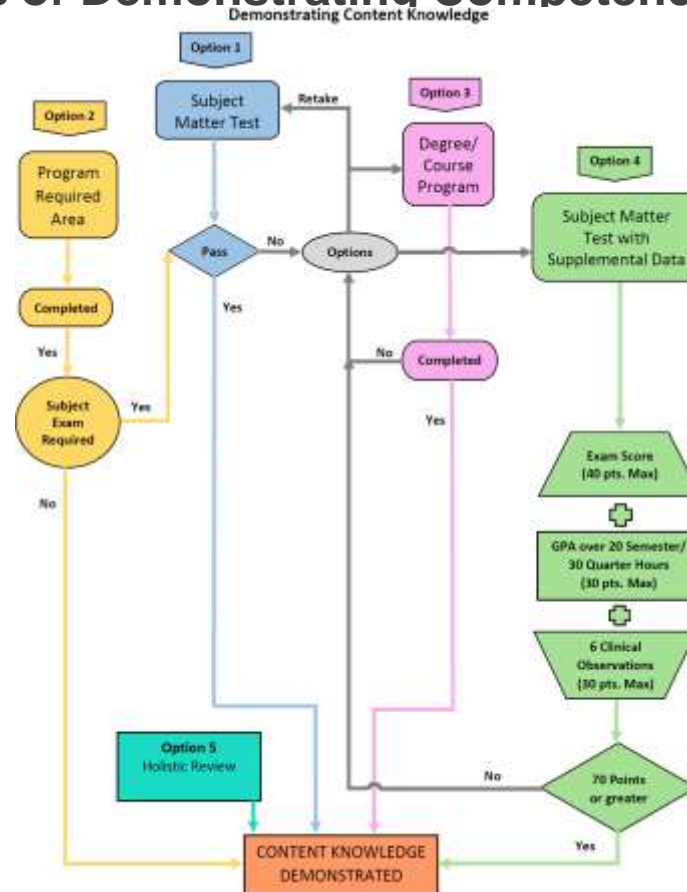 s of Demonstrating Competenc
Demonstrating Content Knowledge
Option 1
Subject
Matter Test
Retake
Option 3
Degree/
Course
Program
Option 2
Program
Required
Area
Option 4
Subject Matter
Test with
Supplemental Data
Pass
No
Options
Yes
Completed
Yes
No
Completed
Yes
Subject
Exam
Required
Yes
No
Exam Score
(40 pts. Max)
GPA over 20 Semester/
30 Quarter Hours
(30 pts. Max)
6 Clinical
Observations
(30 pts. Max)
Option 5
Holistic Review
No
70 Points
or greater
Yes
CONTENT KNOWLEDGE
DEMONSTRATED